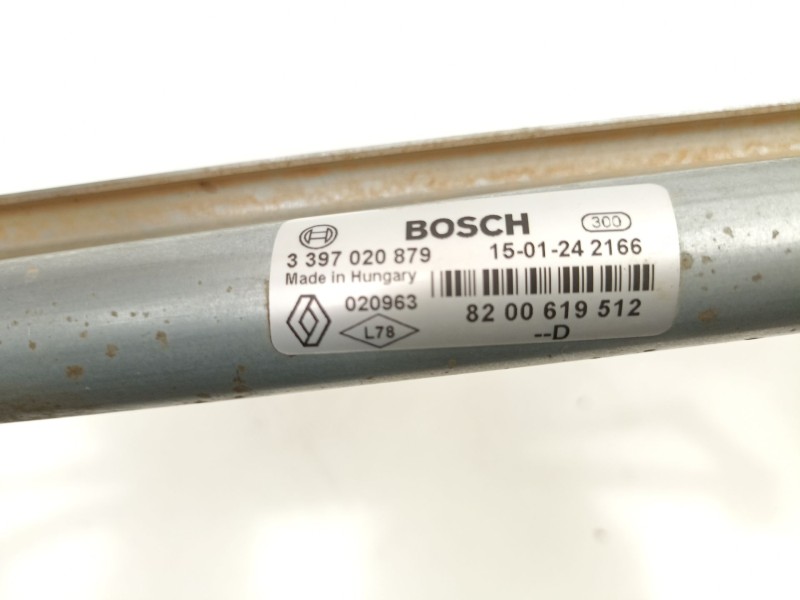 BOSCH 300
3 397 020 879 15-01-24 2166
Made in Hungary
020963 82 00 619 512
L78 --D